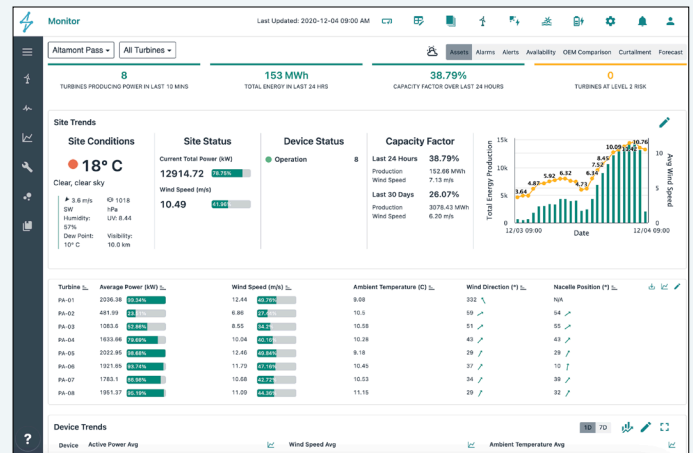 Monitor
Last Updated: 2020-12-04 09:00 AM
Altamont Pass
All Turbines
Assets Alarms Alerts Availability OEM Comparison Curtailment Forecast
8
TURBINES PRODUCING POWER IN LAST 10 MINS
153 MWh
TOTAL ENERGY IN LAST 24 HRS
38.79%
CAPACITY FACTOR OVER LAST 24 HOURS
0
TURBINES AT LEVEL 2 RISK
Site Trends
Site Conditions
18° C
Clear, clear sky
3.6 m/s
SW
Humidity:
57%
Dew Point:
10° C
1018
hPa
UV: 8.44
Visibility:
10.0 km
Site Status
Current Total Power (kW)
12914.72 79.75%
Wind Speed (m/s)
10.49 41.96%
Device Status
Operation 8
Capacity Factor
Last 24 Hours 38.79%
Production 152.66 MWh
Wind Speed 7.13 m/s
Last 30 Days 26.07%
Production 3078.43 MWh
Wind Speed 6.20 m/s
Total Energy Production
15k
10k
5k
0
3.64 4.87 5.92 6.32 4.73 6.34 7.52 8.45 10.09 10.42 10.76
10
5
0
Avg Wind Speed
12/03 09:00 12/04 09:00
Date
Turbine Average Power (kW) Wind Speed (m/s) Ambient Temperature (C) Wind Direction (°) Nacelle Position (°)
PA-01 2036.38 99.34% 12.44 49.76% 9.08 332 N/A
PA-02 481.99 6.86 10.5 59 54
PA-03 1083.6 52.86% 8.55 34.2% 10.58 51 55
PA-04 1633.98 79.69% 10.04 40.16% 10.28 43 43
PA-05 2022.95 98.68% 12.46 49.84% 9.18 29 29
PA-06 1921.65 93.74% 11.79 47.16% 10.45 37 10
PA-07 1783.1 10.68 42.72% 10.53 34 39
PA-08 1951.37 95.19% 11.09 44.36% 11.15 29 32
Device Trends
1D 7D
Device Active Power Avg Wind Speed Avg Ambient Temperature Avg
?